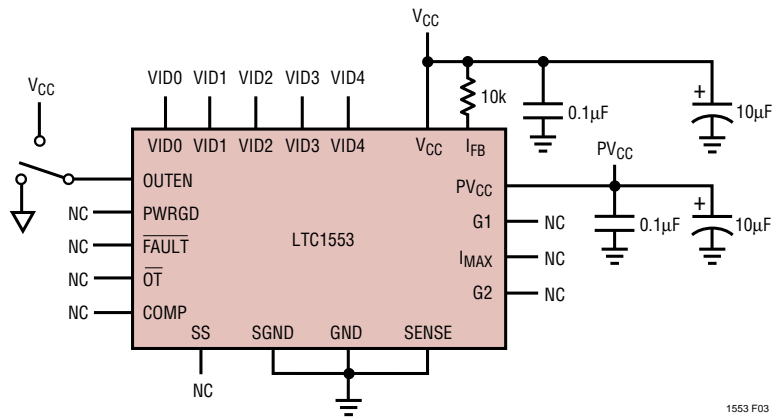 VCC
VCC
VID0 VID1 VID2 VID3 VID4
10k
0.1µF
+
10µF
VID0 VID1 VID2 VID3 VID4 VCC IFB
PVCC
OUTEN
PVCC
+
NC PWRGD
G1 NC
0.1µF
10µF
NC FAULT
LTC1553
IMAX NC
NC OT
G2 NC
NC COMP
SS SGND GND SENSE
NC
1553 F03